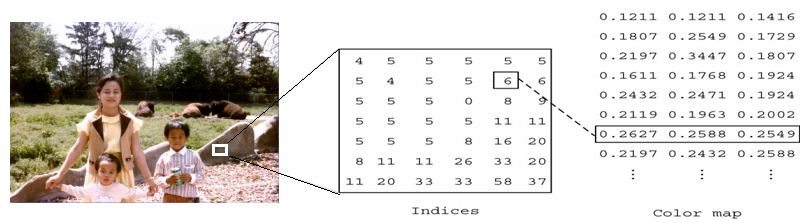 4 5 5 5 5 5
5 4 5 5 6 6
5 5 5 0 8 9
5 5 5 5 11 11
5 5 5 8 16 20
8 11 11 26 33 20
11 20 33 33 58 37
Indices
0.1211 0.1211 0.1416
0.1807 0.2549 0.1729
0.2197 0.3447 0.1807
0.1611 0.1768 0.1924
0.2432 0.2471 0.1924
0.2119 0.1963 0.2002
0.2627 0.2588 0.2549
0.2197 0.2432 0.2588
⋮ ⋮ ⋮
Color map